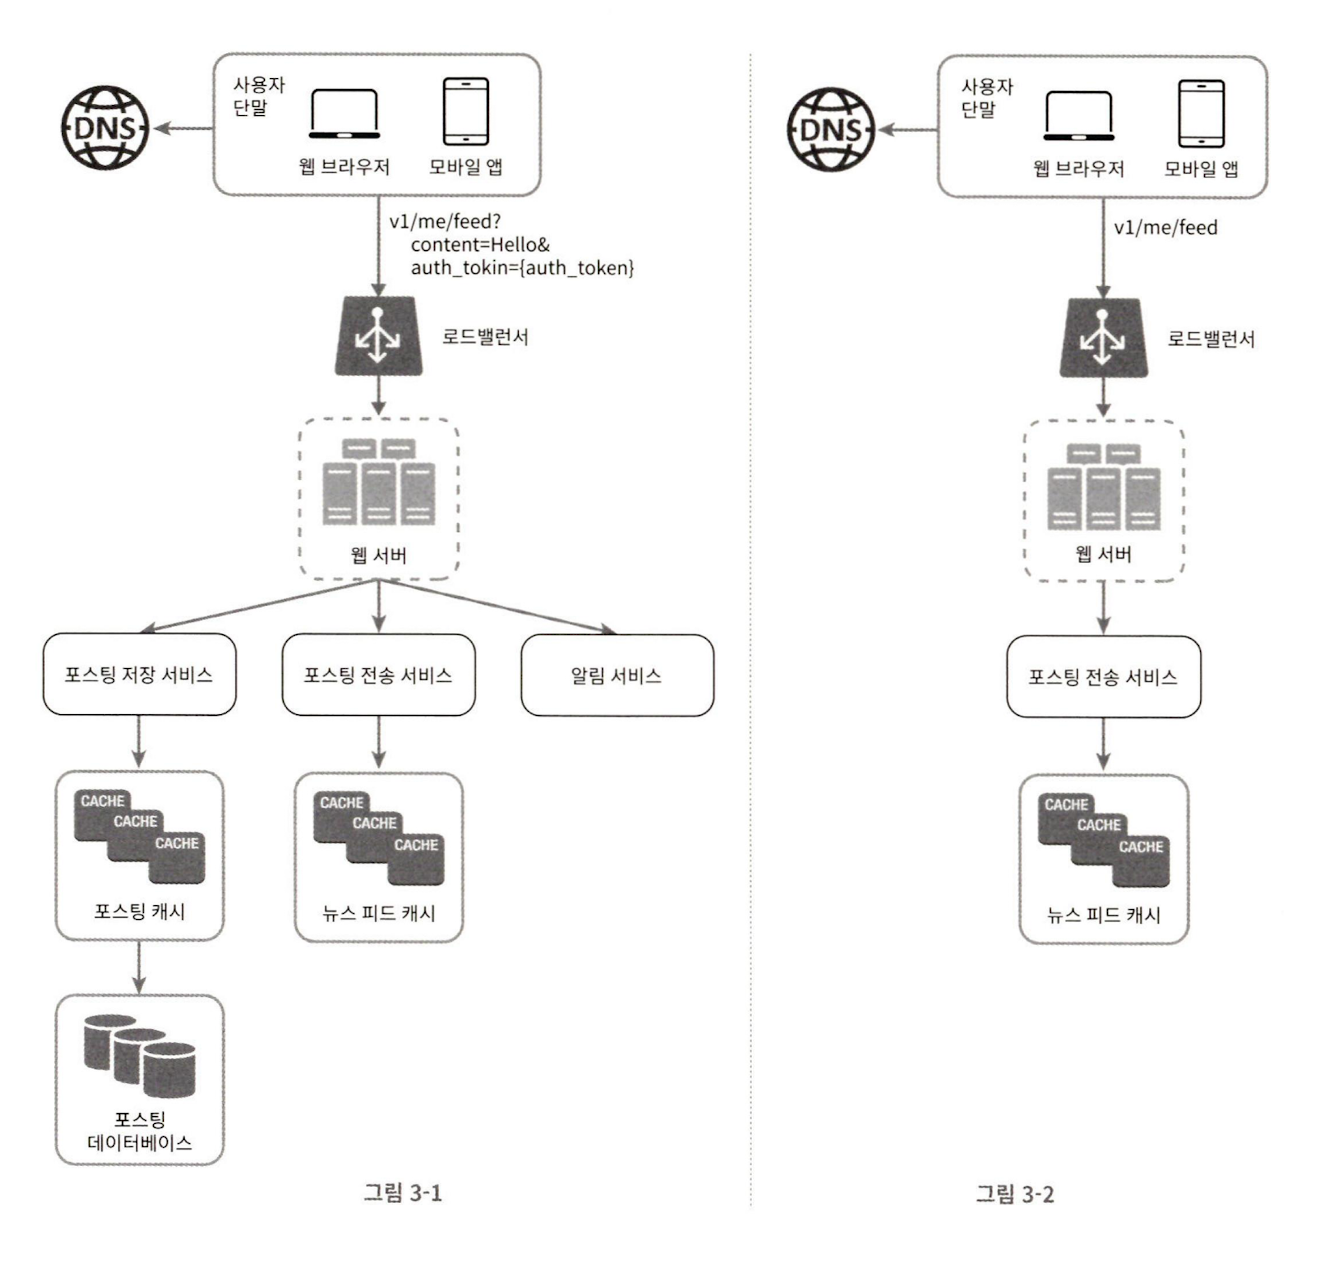 DNS
사용자
단말
웹 브라우저
모바일 앱
v1/me/feed?
content=Hello&
auth_tokin={auth_token}
로드밸런서
웹 서버
포스팅 저장 서비스
포스팅 전송 서비스
알림 서비스
CACHE
CACHE
CACHE
포스팅 캐시
CACHE
CACHE
CACHE
뉴스 피드 캐시
포스팅
데이터베이스
그림 3-1
DNS
사용자
단말
웹 브라우저
모바일 앱
v1/me/feed
로드밸런서
웹 서버
포스팅 전송 서비스
CACHE
CACHE
CACHE
뉴스 피드 캐시
그림 3-2